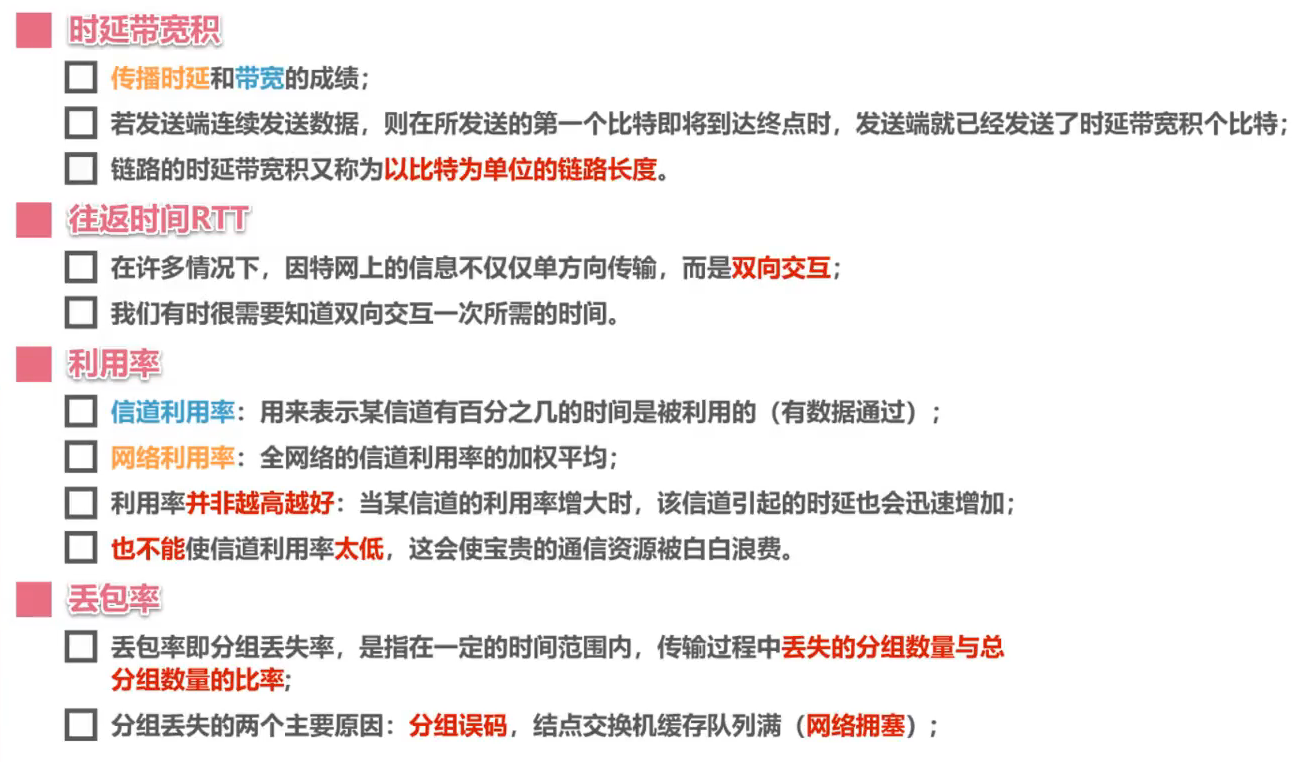 时延带宽积
传播时延和带宽的成绩；
若发送端连续发送数据，则在所发送的第一个比特即将到达终点时，发送端就已经发送了时延带宽积个比特；
链路的时延带宽积又称为以比特为单位的链路长度。
往返时间RTT
在许多情况下，因特网上的信息不仅仅单方向传输，而是双向交互；
我们有时很需要知道双向交互一次所需的时间。
利用率
信道利用率：用来表示某信道有百分之几的时间是被利用的（有数据通过）；
网络利用率：全网络的信道利用率的加权平均；
利用率并非越高越好：当某信道的利用率增大时，该信道引起的时延也会迅速增加；
也不能使信道利用率太低，这会使宝贵的通信资源被白白浪费。
丢包率
丢包率即分组丢失率，是指在一定的时间范围内，传输过程中丢失的分组数量与总
分组数量的比率；
分组丢失的两个主要原因：分组误码，结点交换机缓存队列满（网络拥塞）；